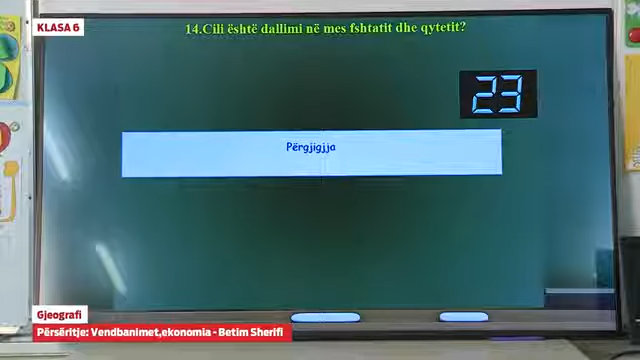 KLASA 6
14.Cili është dallimi në mes fshtatit dhe qytetit?
23
Përgjigjja
Gjeografi
Përsëritje: Vendbanimet,ekonomia - Betim Sherifi